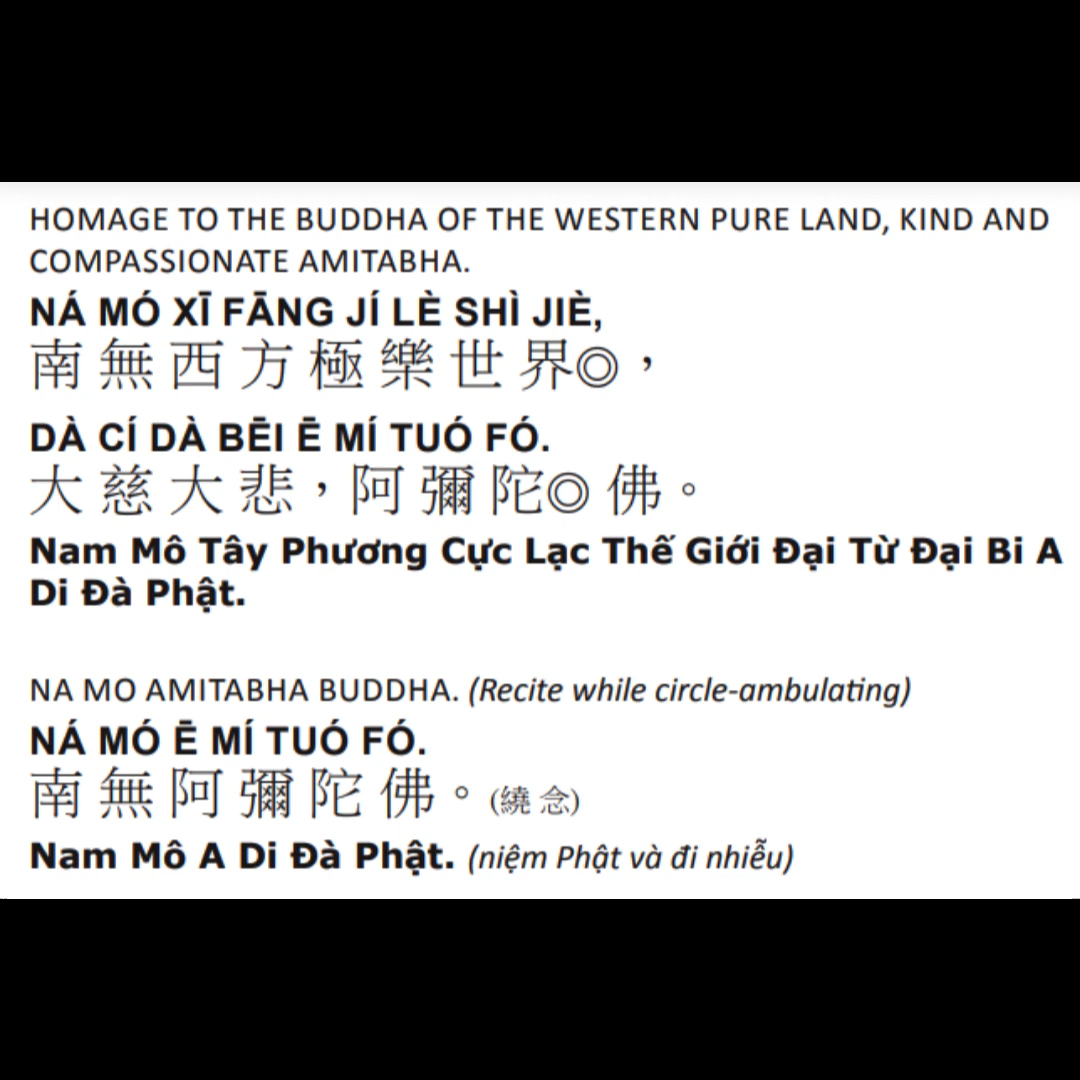 HOMAGE TO THE BUDDHA OF THE WESTERN PURE LAND, KIND AND
COMPASSIONATE AMITABHA.
NÁ MÓ XĪ FĀNG JÍ LÈ SHÌ JIÈ,
南無西方極樂世界◎，
DÀ CÍ DÀ BĒI Ē MÍ TUÓ FÓ.
大慈大悲，阿彌陀◎佛。
Nam Mô Tây Phương Cực Lạc Thế Giới Đại Từ Đại Bi A
Di Đà Phật.
NA MO AMITABHA BUDDHA. (Recite while circle-ambulating)
NÁ MÓ Ē MÍ TUÓ FÓ.
南無阿彌陀佛。(繞念)
Nam Mô A Di Đà Phật. (niệm Phật và đi nhiễu)